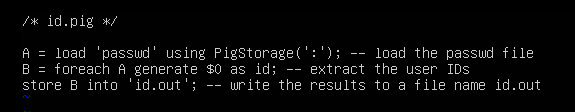 /* id.pig */
A = load 'passwd' using PigStorage(':'); -- load the passwd file
B = foreach A generate $0 as id; -- extract the user IDs
store B into 'id.out'; -- write the results to a file name id.out
~